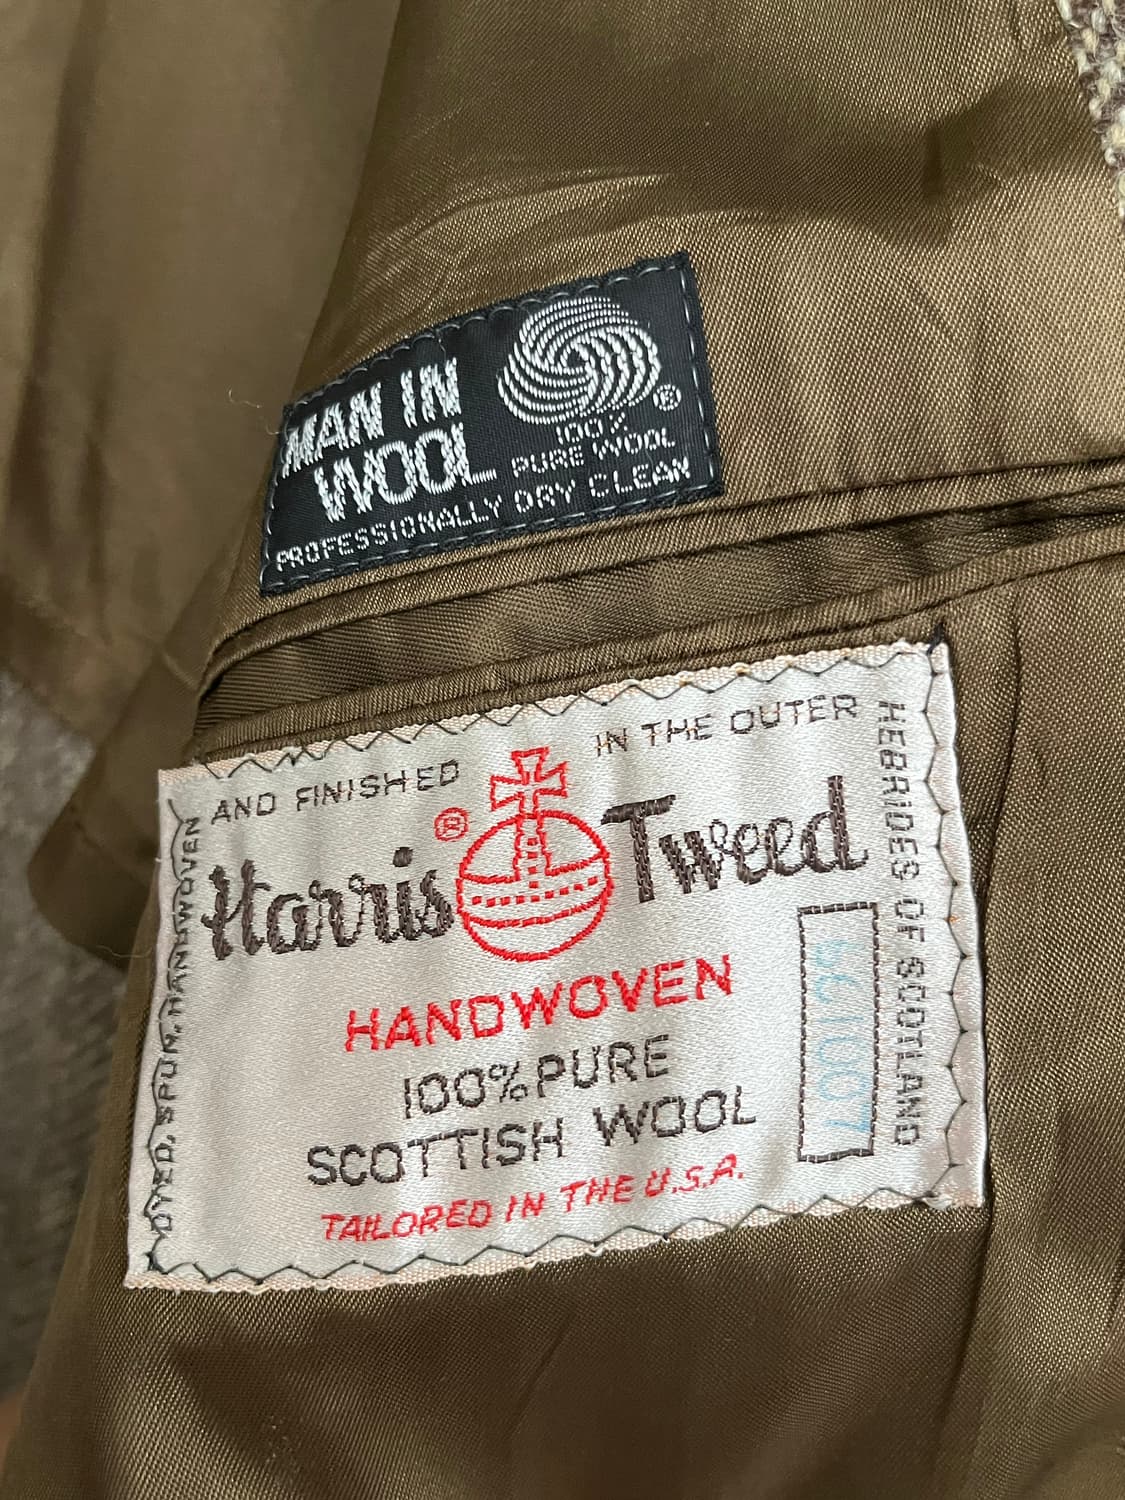 MAN IN
WOOL
100%
PURE WOOL
®
PROFESSIONALLY DRY CLEAN
DYED, SPUN, HANDWOVEN
AND FINISHED
IN THE OUTER
HEBRIDES OF SCOTLAND
Harris ® Tweed
HANDWOVEN
100% PURE
SCOTTISH WOOL
TAILORED IN THE U.S.A.